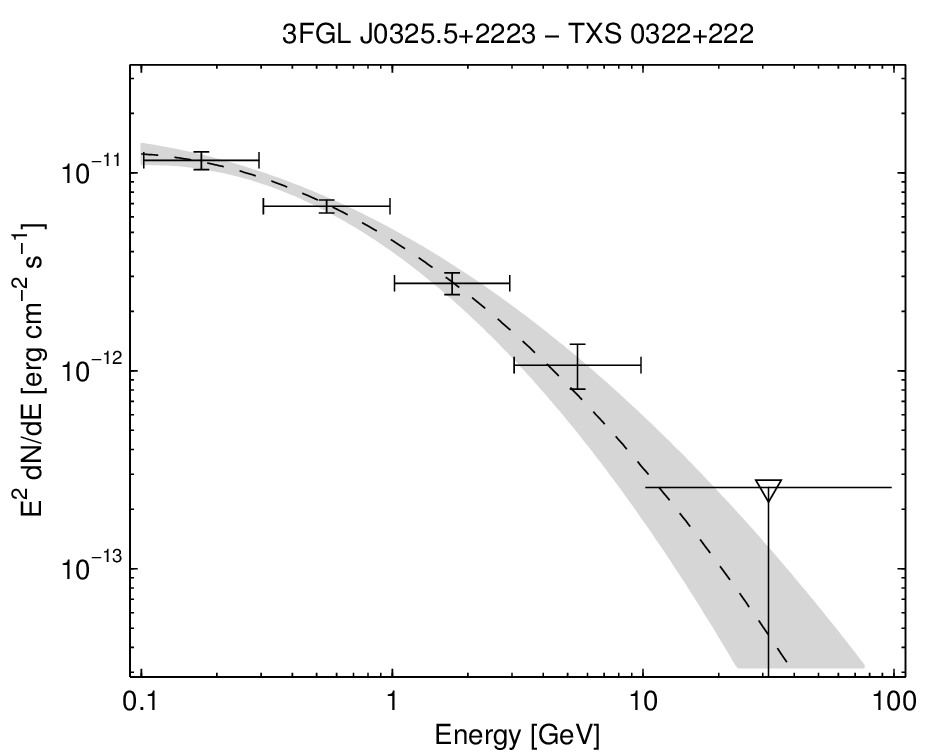 3FGL J0325.5+2223 − TXS 0322+222
E² dN/dE [erg cm⁻² s⁻¹]
10⁻¹¹
10⁻¹²
10⁻¹³
0.1 1 10 100
Energy [GeV]